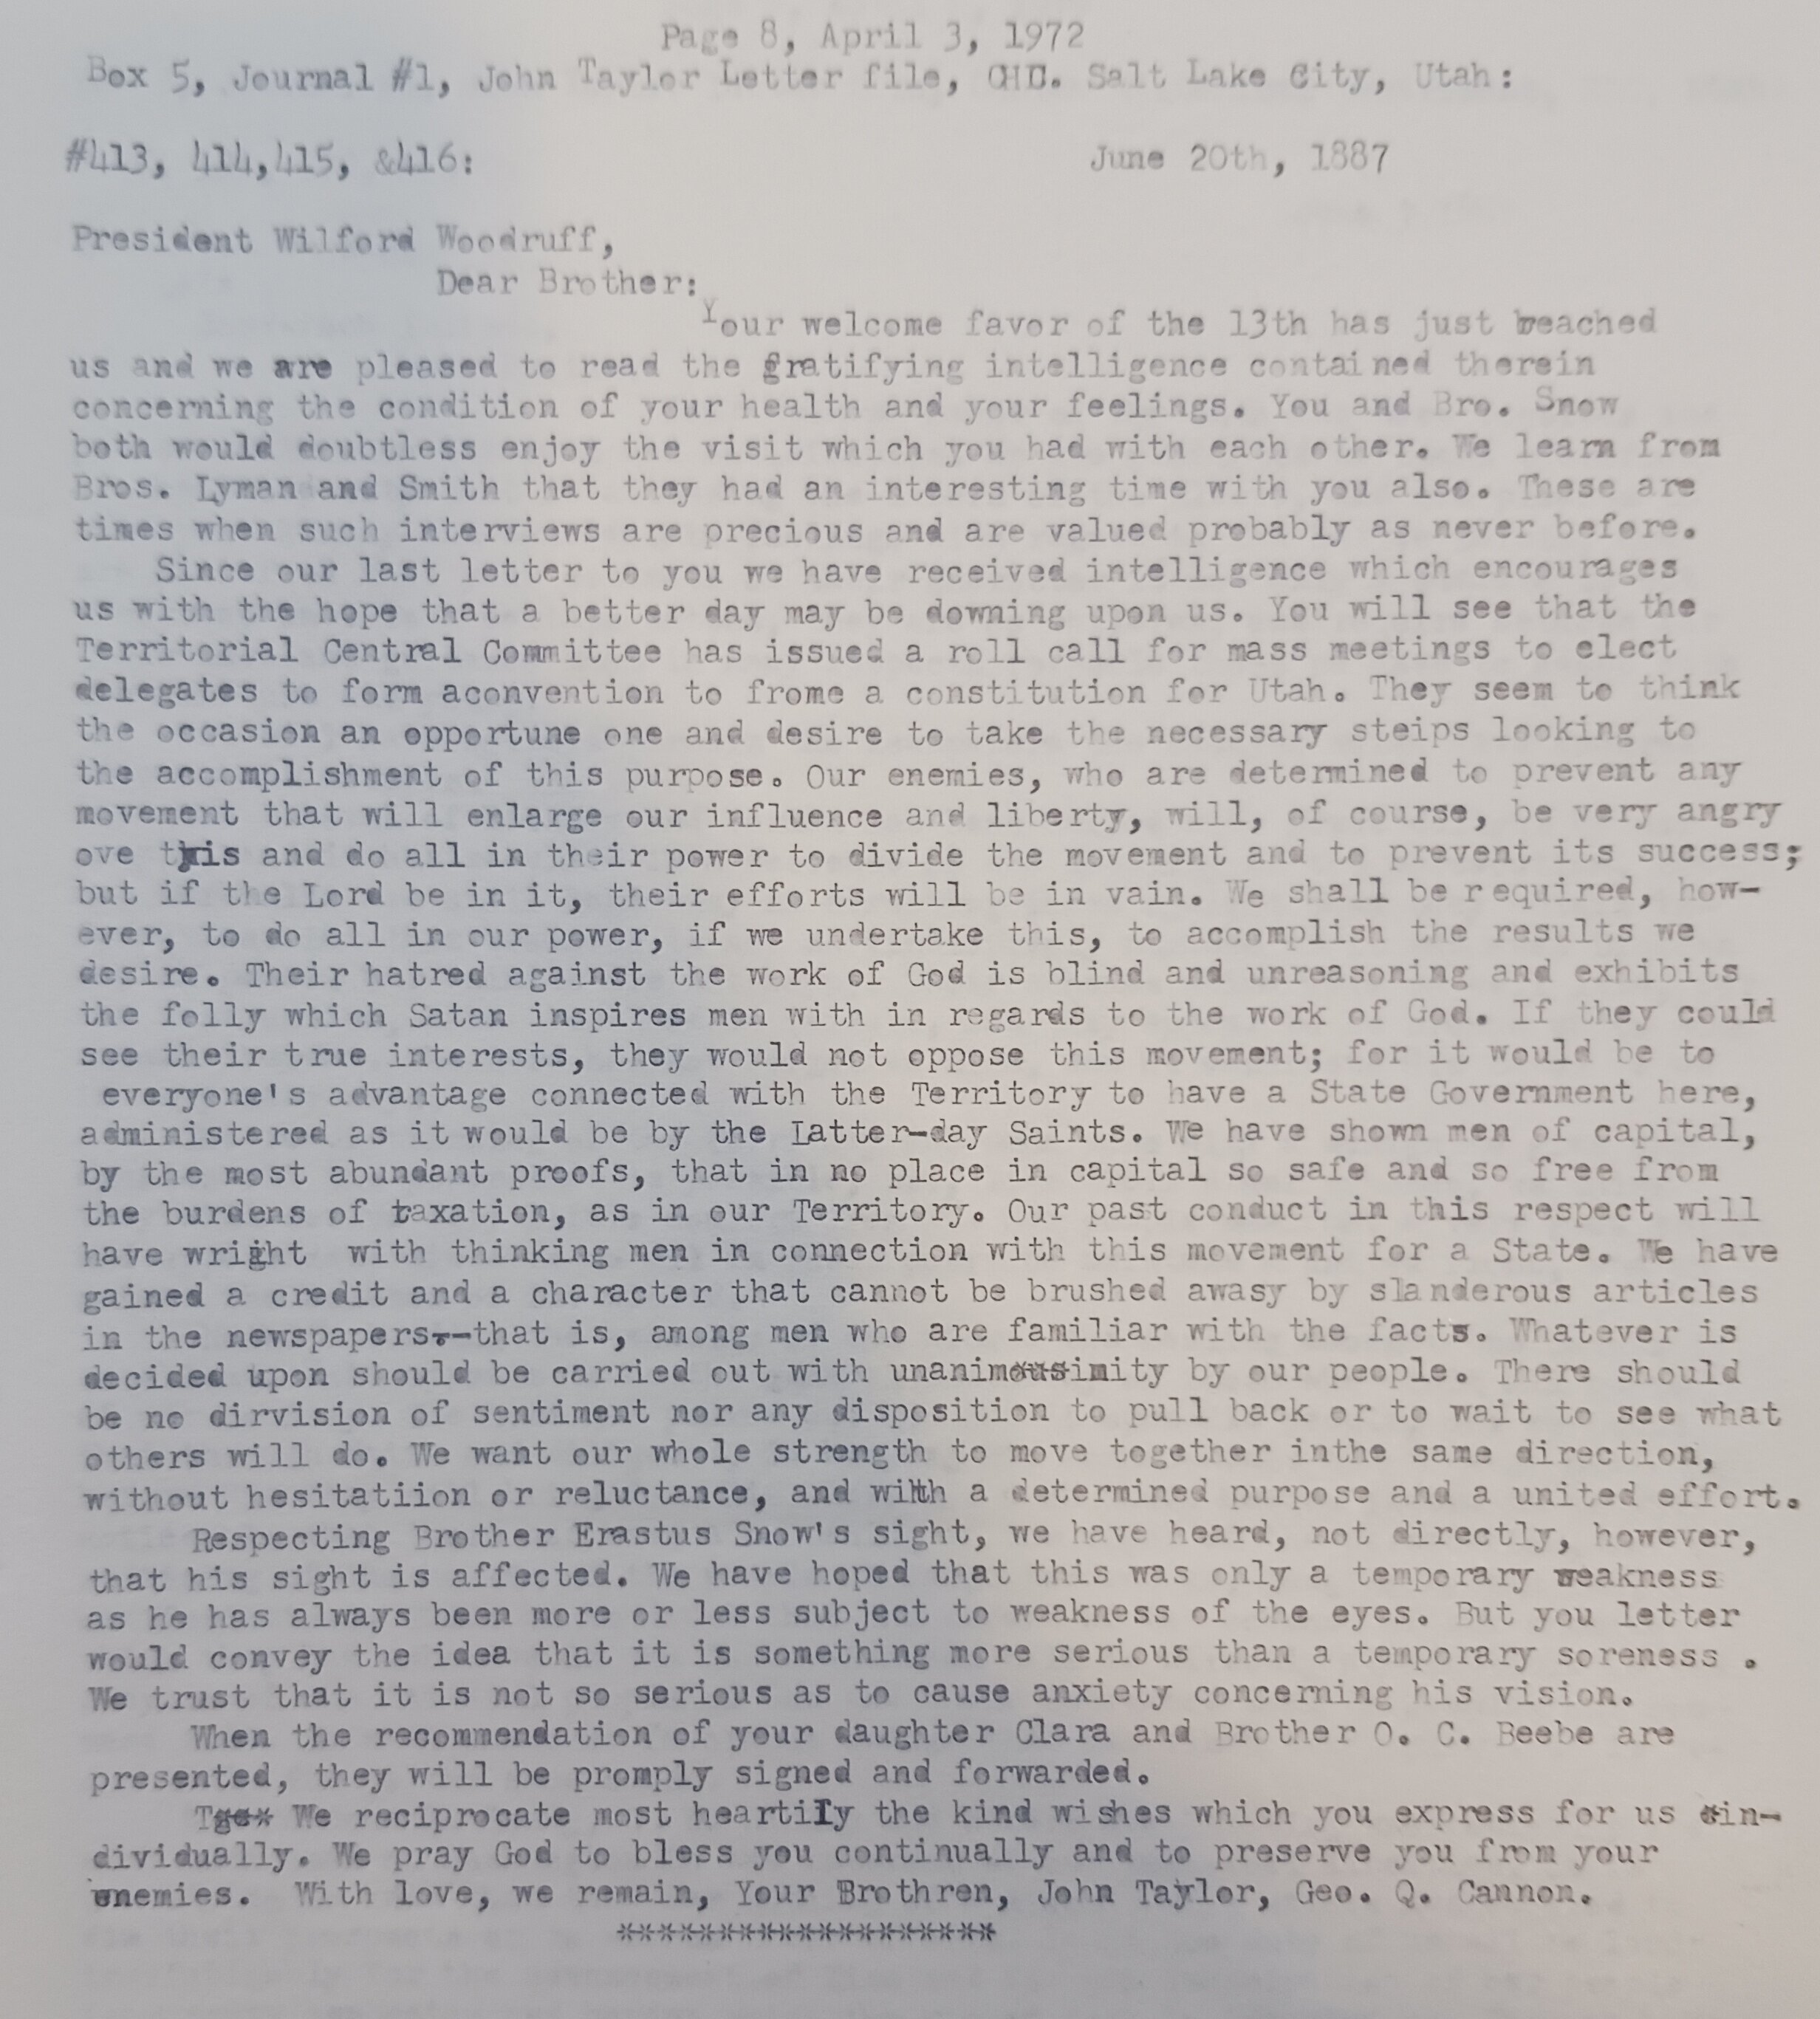 Page 8, April 3, 1972
Box 5, Journal #1, John Taylor Letter file, CHD. Salt Lake City, Utah:
#413, 414,415, &416:
June 20th, 1887
President Wilford Woodruff,
Dear Brother:
Your welcome favor of the 13th has just reached
us and we are pleased to read the gratifying intelligence contained therein
concerning the condition of your health and your feelings. You and Bro. Snow
both would doubtless enjoy the visit which you had with each other. We learn from
Bros. Lyman and Smith that they had an interesting time with you also. These are
times when such interviews are precious and are valued probably as never before.
Since our last letter to you we have received intelligence which encourages
us with the hope that a better day may be downing upon us. You will see that the
Territorial Central Committee has issued a roll call for mass meetings to elect
delegates to form aconvention to frome a constitution for Utah. They seem to think
the occasion an opportune one and desire to take the necessary steips looking to
the accomplishment of this purpose. Our enemies, who are determined to prevent any
movement that will enlarge our influence and liberty, will, of course, be very angry
ove this and do all in their power to divide the movement and to prevent its success;
but if the Lord be in it, their efforts will be in vain. We shall be required, how-
ever, to do all in our power, if we undertake this, to accomplish the results we
desire. Their hatred against the work of God is blind and unreasoning and exhibits
the folly which Satan inspires men with in regards to the work of God. If they could
see their true interests, they would not oppose this movement; for it would be to
everyone's advantage connected with the Territory to have a State Government here,
administered as it would be by the Latter-day Saints. We have shown men of capital,
by the most abundant proofs, that in no place in capital so safe and so free from
the burdens of taxation, as in our Territory. Our past conduct in this respect will
have wright with thinking men in connection with this movement for a State. We have
gained a credit and a character that cannot be brushed awasy by slanderous articles
in the newspapers--that is, among men who are familiar with the facts. Whatever is
decided upon should be carried out with unanimousimity by our people. There should
be no dirvision of sentiment nor any disposition to pull back or to wait to see what
others will do. We want our whole strength to move together inthe same direction,
without hesitatiion or reluctance, and with a determined purpose and a united effort.
Respecting Brother Erastus Snow's sight, we have heard, not directly, however,
that his sight is affected. We have hoped that this was only a temporary weakness
as he has always been more or less subject to weakness of the eyes. But you letter
would convey the idea that it is something more serious than a temporary soreness .
We trust that it is not so serious as to cause anxiety concerning his vision.
When the recommendation of your daughter Clara and Brother O. C. Beebe are
presented, they will be promply signed and forwarded.
We reciprocate most heartily the kind wishes which you express for us in-
dividually. We pray God to bless you continually and to preserve you from your
enemies. With love, we remain, Your Brothren, John Taylor, Geo. Q. Cannon.
*******************